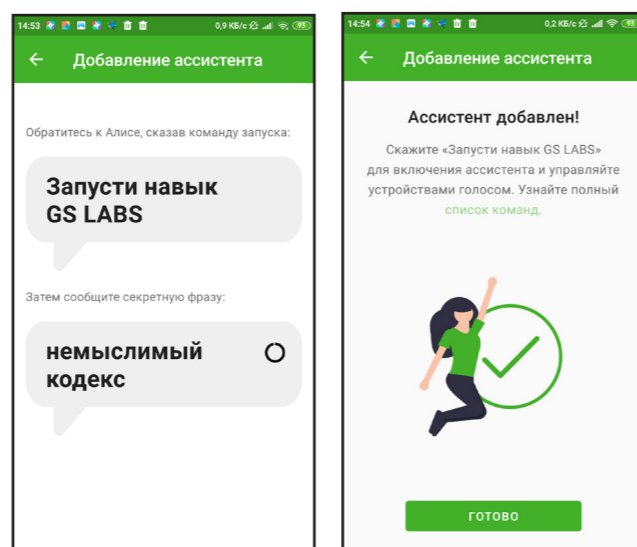 14:53
0,9 КБ/с
93
Добавление ассистента
Обратитесь к Алисе, сказав команду запуска:
Запусти навык
GS LABS
Затем сообщите секретную фразу:
немыслимый
кодекс
14:54
0,2 КБ/с
93
Добавление ассистента
Ассистент добавлен!
Скажите «Запусти навык GS LABS»
для включения ассистента и управляйте
устройствами голосом. Узнайте полный
список команд.
ГОТОВО